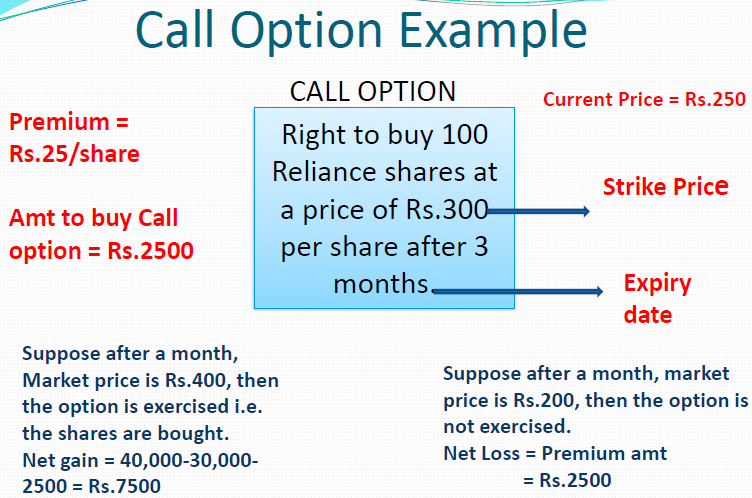 Call Option Example
CALL OPTION
Current Price = Rs.250
Premium =
Rs.25/share
Amt to buy Call
option = Rs.2500
Right to buy 100
Reliance shares at
a price of Rs.300
per share after 3
months.
Strike Price
Expiry
date
Suppose after a month,
Market price is Rs.400, then
the option is exercised i.e.
the shares are bought.
Net gain = 40,000-30,000-
2500 = Rs.7500
Suppose after a month, market
price is Rs.200, then the option is
not exercised.
Net Loss = Premium amt
= Rs.2500